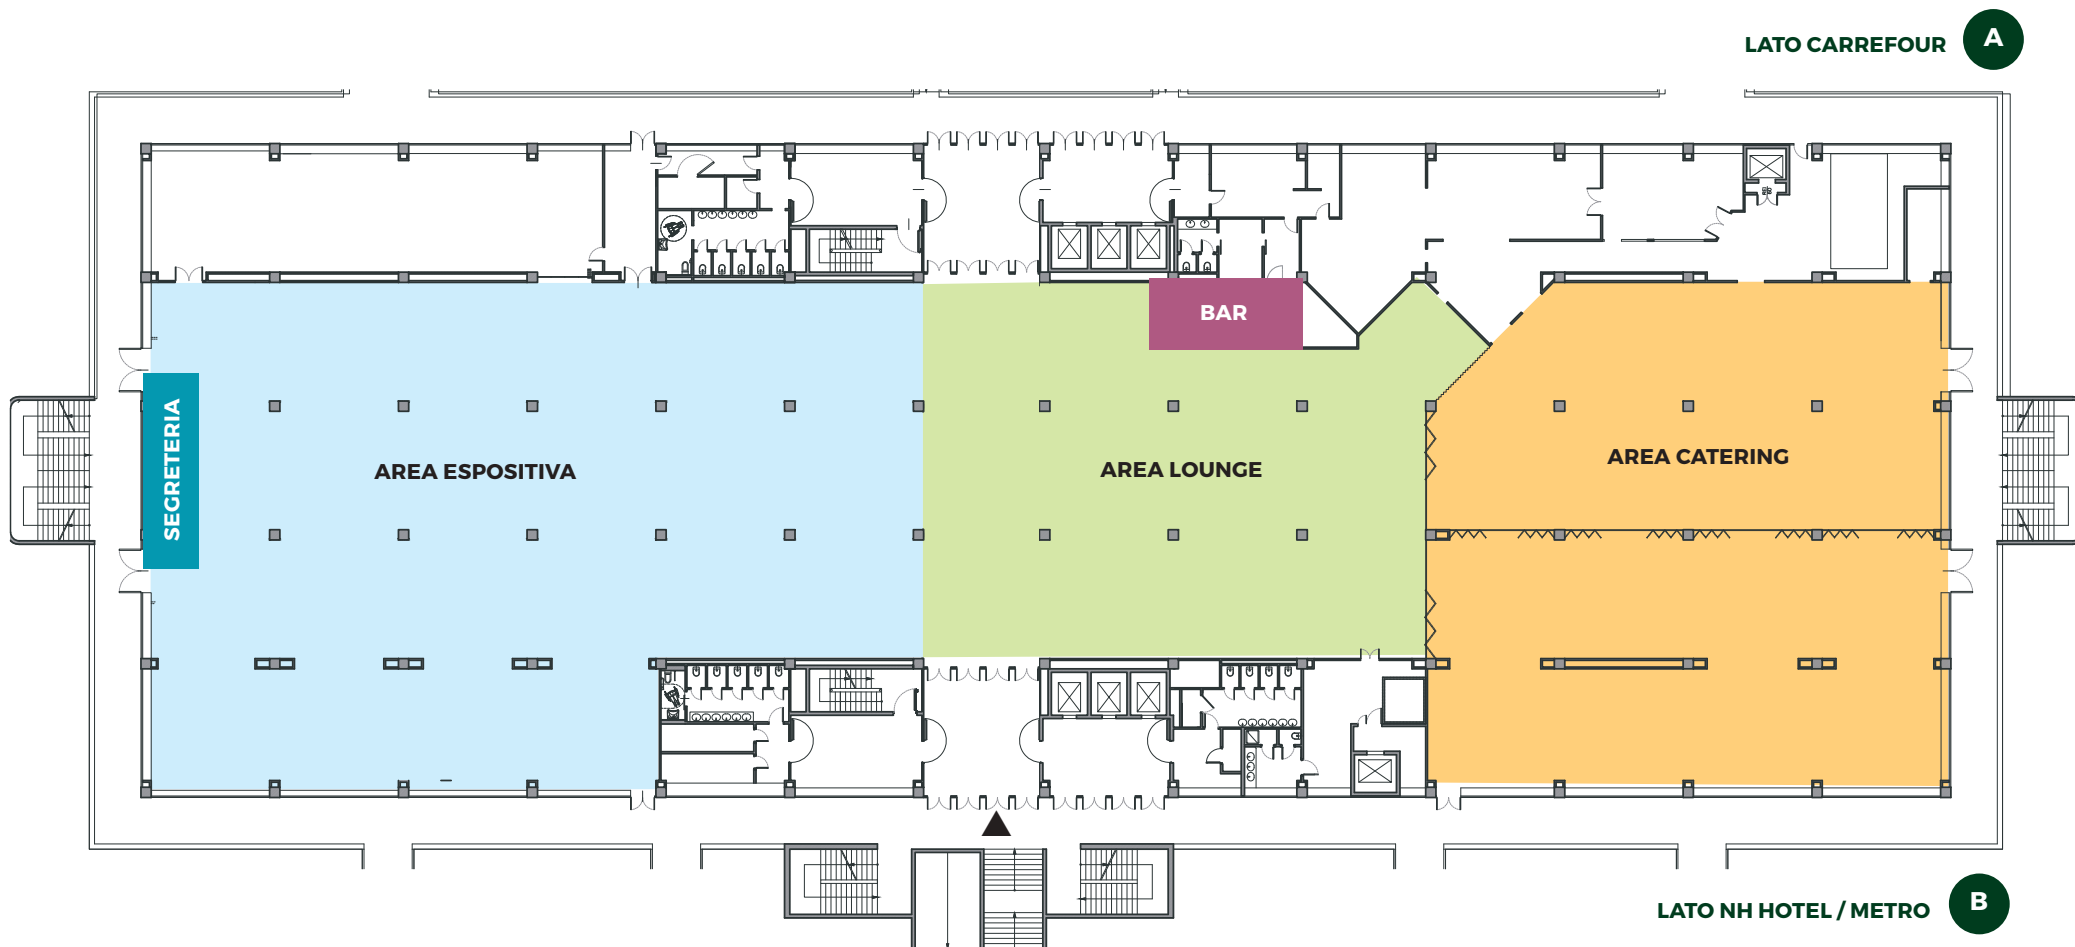 LATO CARREFOUR
A
BAR
SEGRETERIA
AREA ESPOSITIVA
AREA LOUNGE
AREA CATERING
LATO NH HOTEL / METRO
B